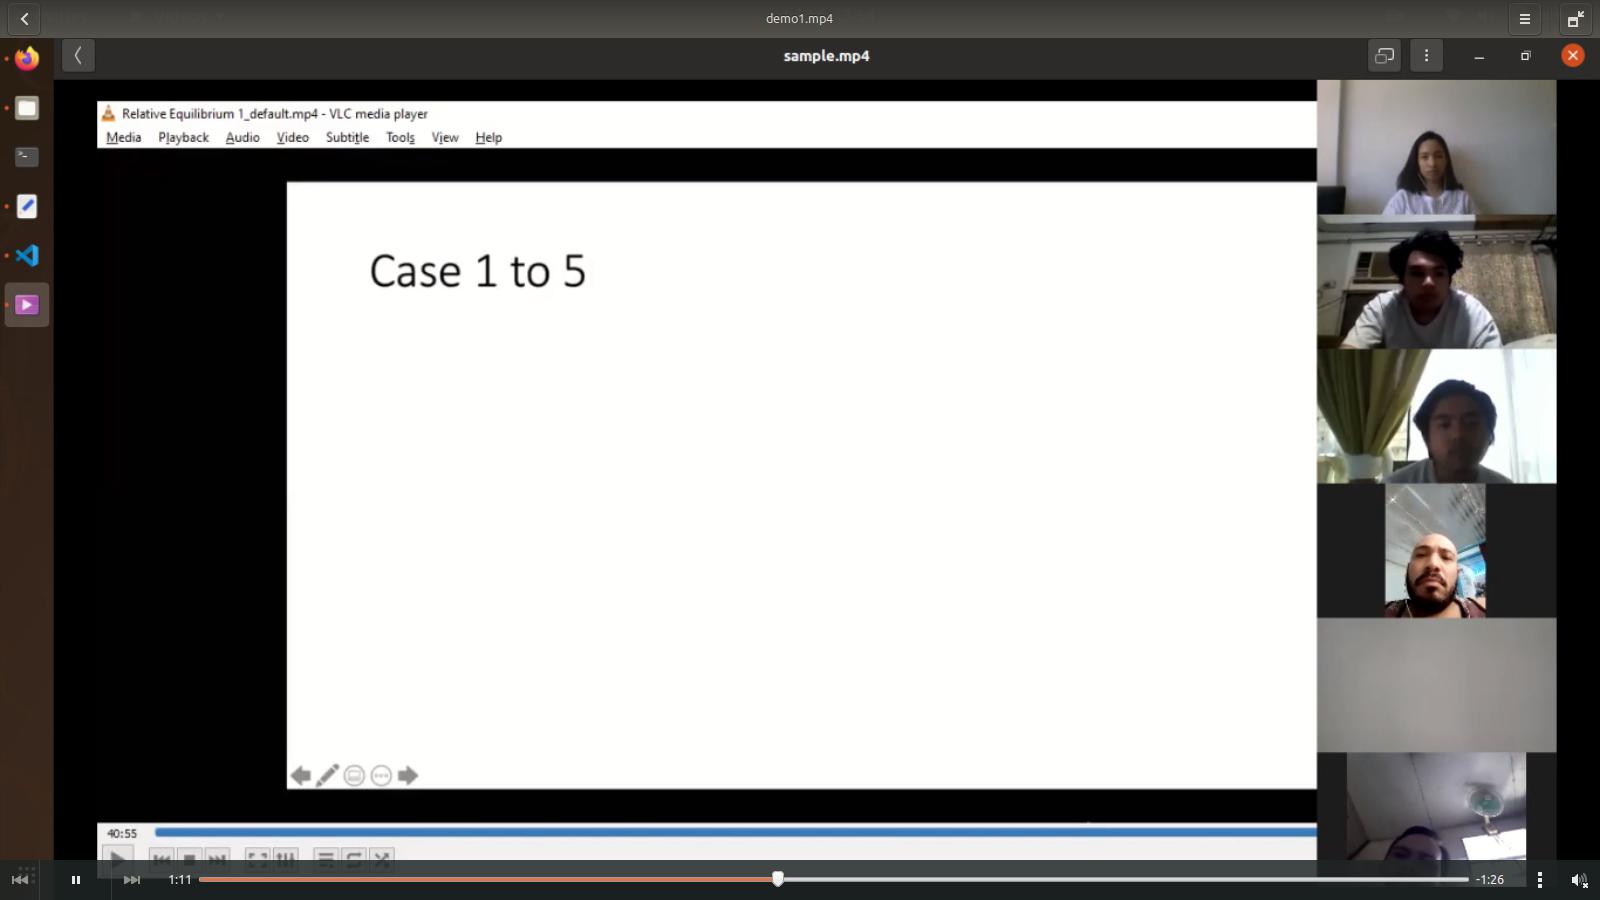 demo1.mp4
sample.mp4
Relative Equilibrium 1_default.mp4 - VLC media player
Media Playback Audio Video Subtitle Tools View Help
Case 1 to 5
40:55
1:11
-1:26